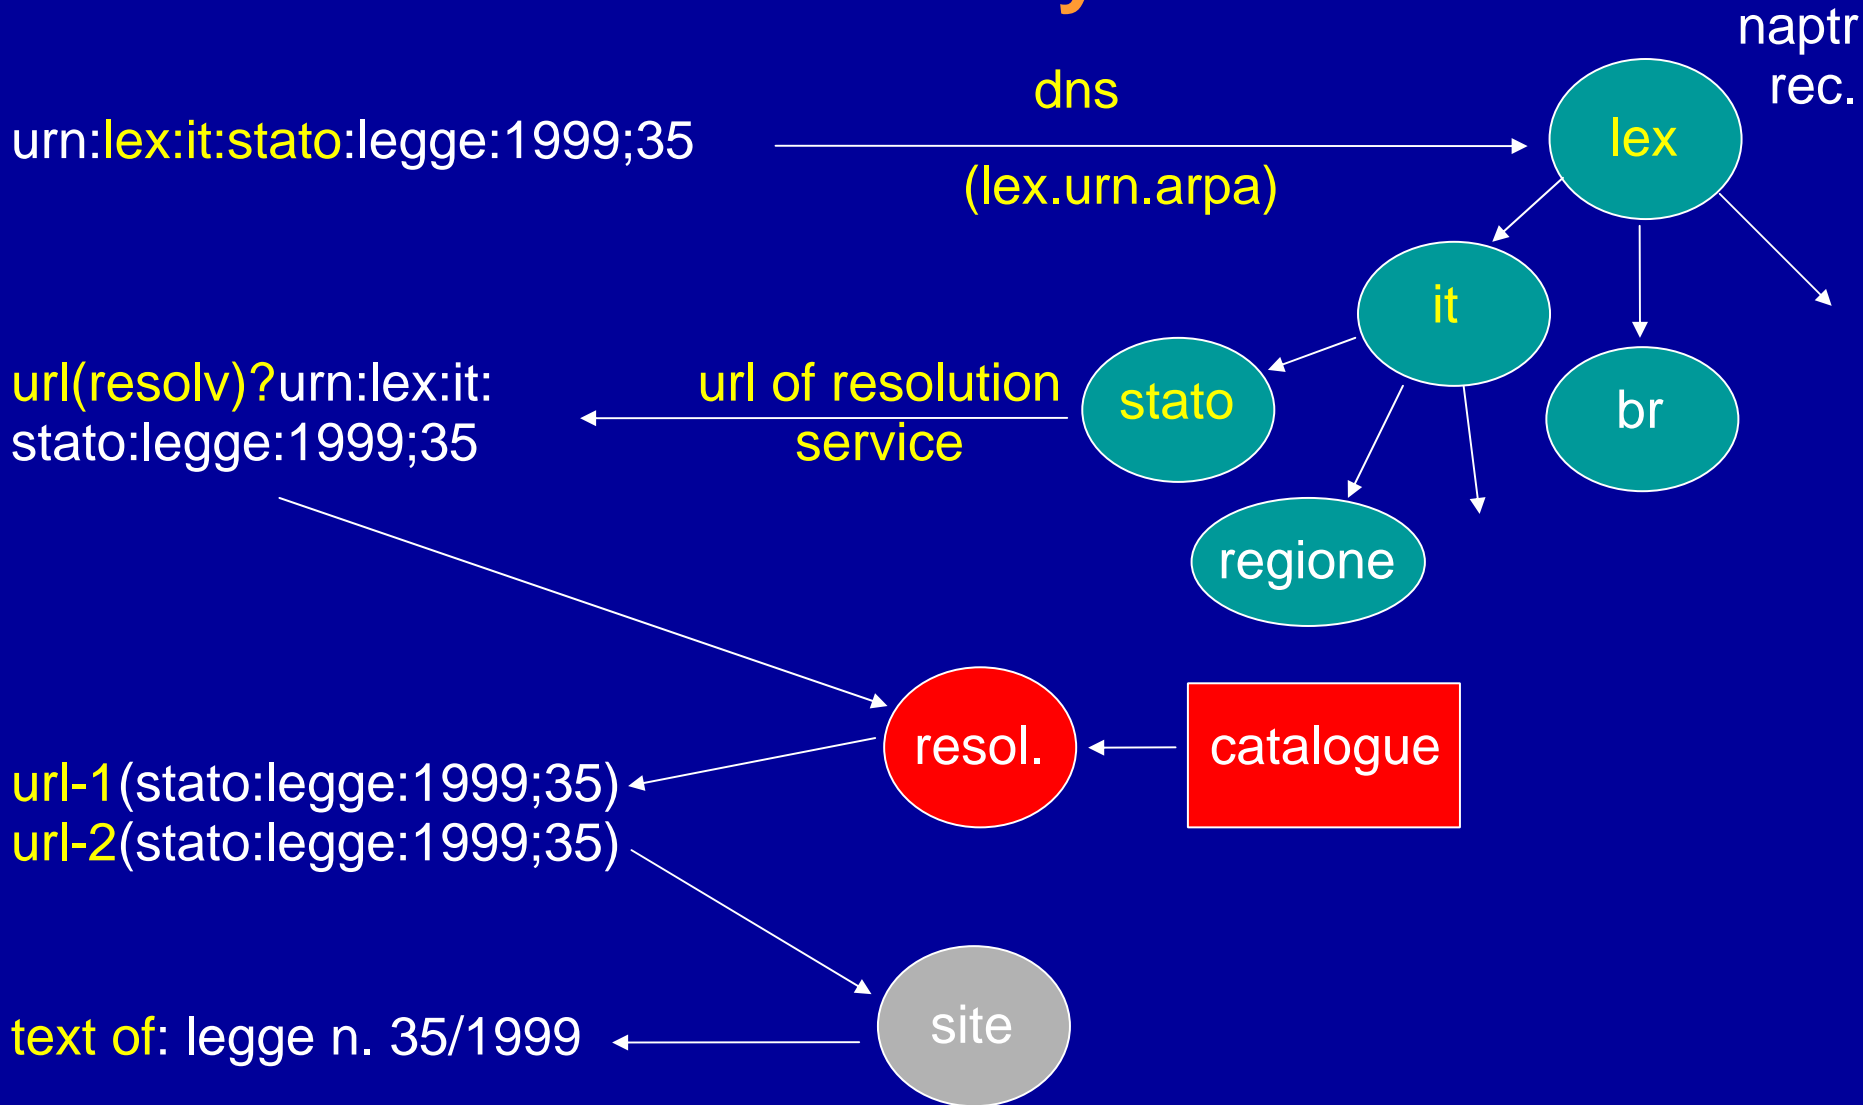 naptr
rec.
dns
urn:lex:it:stato:legge:1999;35
lex
(lex.urn.arpa)
it
url(resolv)?urn:lex:it:
stato:legge:1999;35
url of resolution
service
stato
br
regione
resol.
catalogue
url-1(stato:legge:1999;35)
url-2(stato:legge:1999;35)
site
text of: legge n. 35/1999